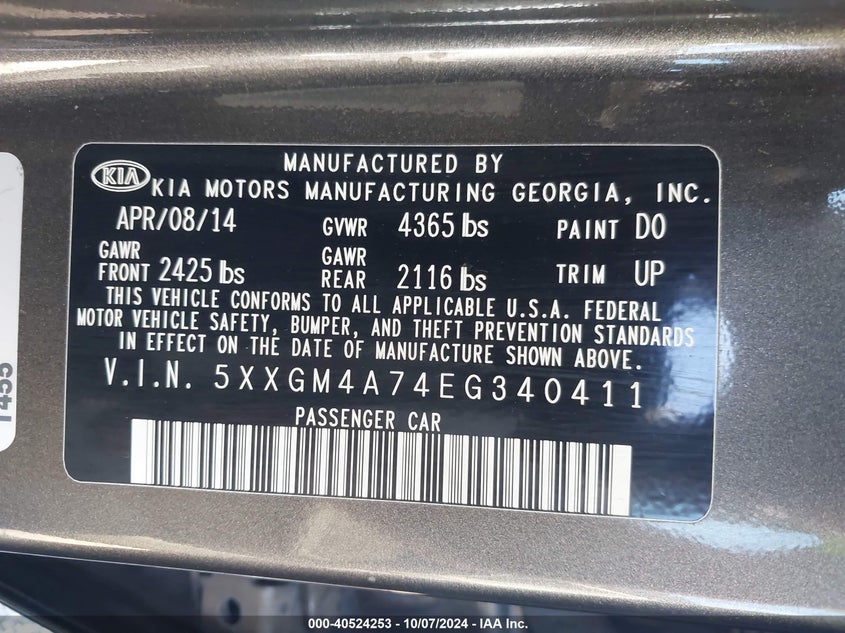 MANUFACTURED BY
KIA KIA MOTORS MANUFACTURING GEORGIA, INC.
APR/08/14 GVWR 4365 lbs PAINT DO
GAWR FRONT 2425 lbs GAWR REAR 2116 lbs TRIM UP
THIS VEHICLE CONFORMS TO ALL APPLICABLE U.S.A. FEDERAL
MOTOR VEHICLE SAFETY, BUMPER, AND THEFT PREVENTION STANDARDS
IN EFFECT ON THE DATE OF MANUFACTURE SHOWN ABOVE.
V.I.N. 5XXGM4A74EG340411
PASSENGER CAR
000-40524253 - 10/07/2024 - IAA Inc.